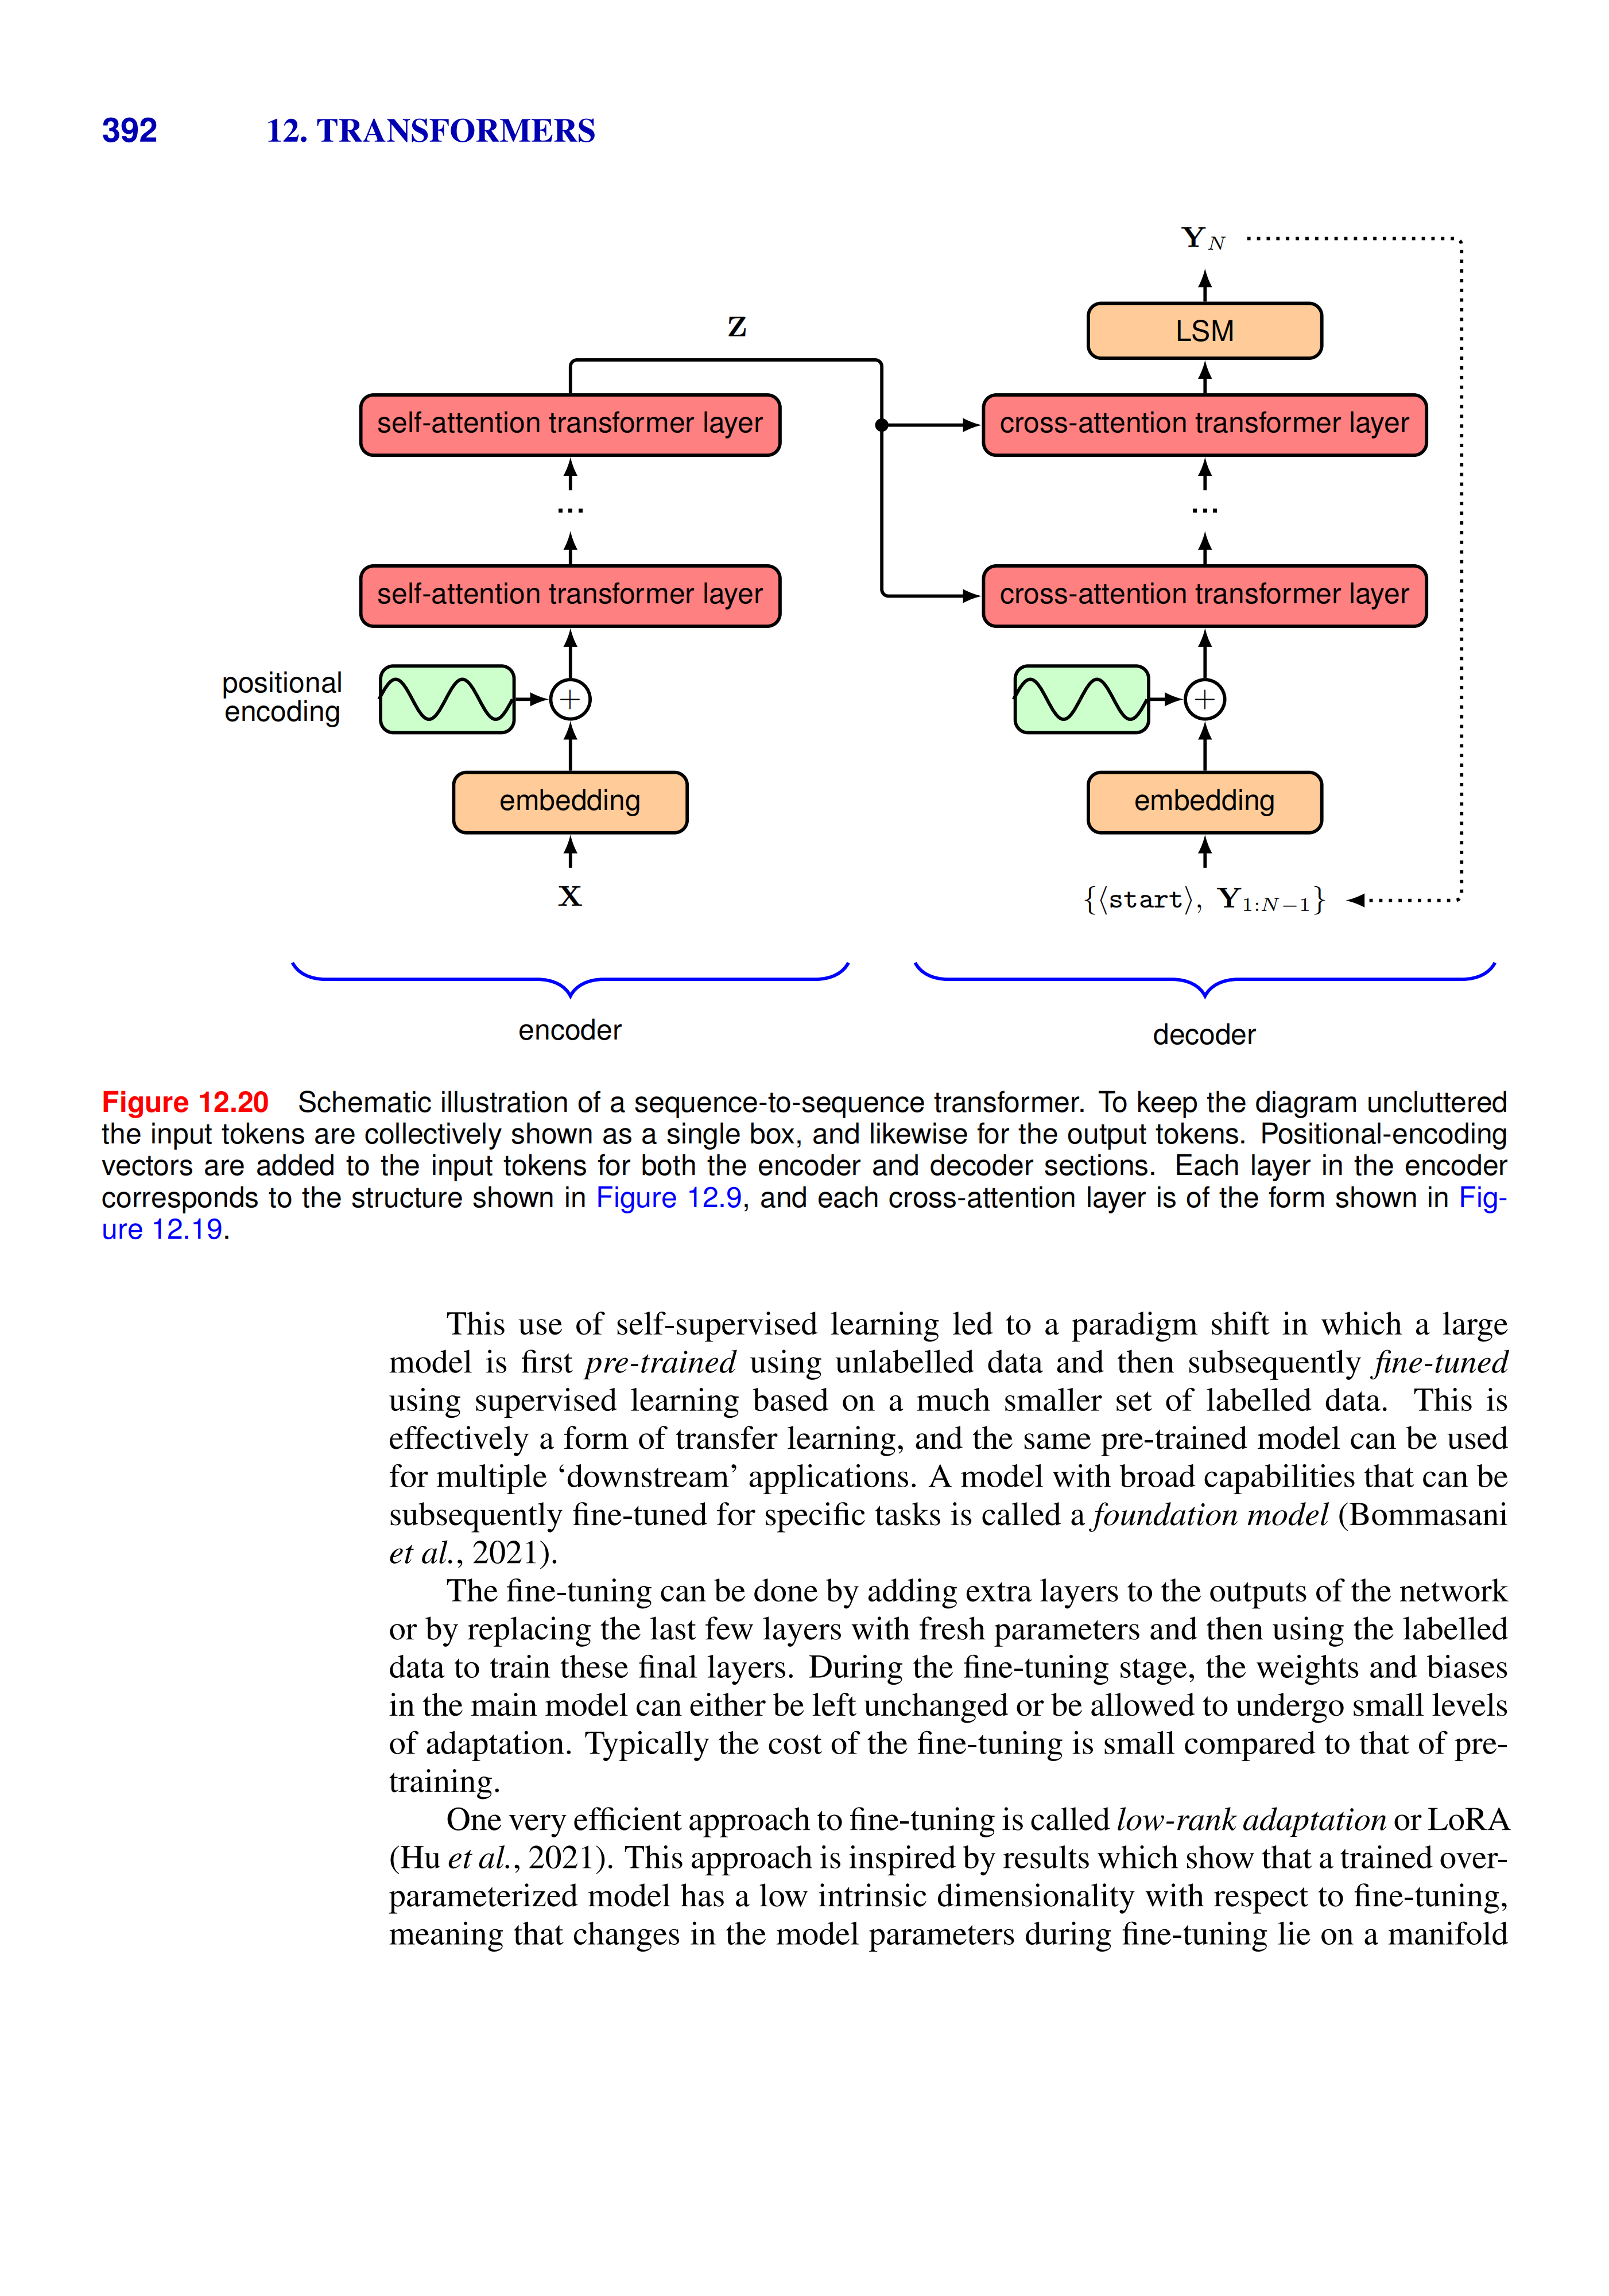 392 12. TRANSFORMERS
Y_N
LSM
Z
self-attention transformer layer
cross-attention transformer layer
...
...
self-attention transformer layer
cross-attention transformer layer
positional
encoding
+
+
embedding
embedding
X
{⟨start⟩, Y_{1:N−1}}
encoder
decoder
Figure 12.20 Schematic illustration of a sequence-to-sequence transformer. To keep the diagram uncluttered
the input tokens are collectively shown as a single box, and likewise for the output tokens. Positional-encoding
vectors are added to the input tokens for both the encoder and decoder sections. Each layer in the encoder
corresponds to the structure shown in Figure 12.9, and each cross-attention layer is of the form shown in Fig-
ure 12.19.
This use of self-supervised learning led to a paradigm shift in which a large
model is first pre-trained using unlabelled data and then subsequently fine-tuned
using supervised learning based on a much smaller set of labelled data. This is
effectively a form of transfer learning, and the same pre-trained model can be used
for multiple ‘downstream’ applications. A model with broad capabilities that can be
subsequently fine-tuned for specific tasks is called a foundation model (Bommasani
et al., 2021).
The fine-tuning can be done by adding extra layers to the outputs of the network
or by replacing the last few layers with fresh parameters and then using the labelled
data to train these final layers. During the fine-tuning stage, the weights and biases
in the main model can either be left unchanged or be allowed to undergo small levels
of adaptation. Typically the cost of the fine-tuning is small compared to that of pre-
training.
One very efficient approach to fine-tuning is called low-rank adaptation or LoRA
(Hu et al., 2021). This approach is inspired by results which show that a trained over-
parameterized model has a low intrinsic dimensionality with respect to fine-tuning,
meaning that changes in the model parameters during fine-tuning lie on a manifold